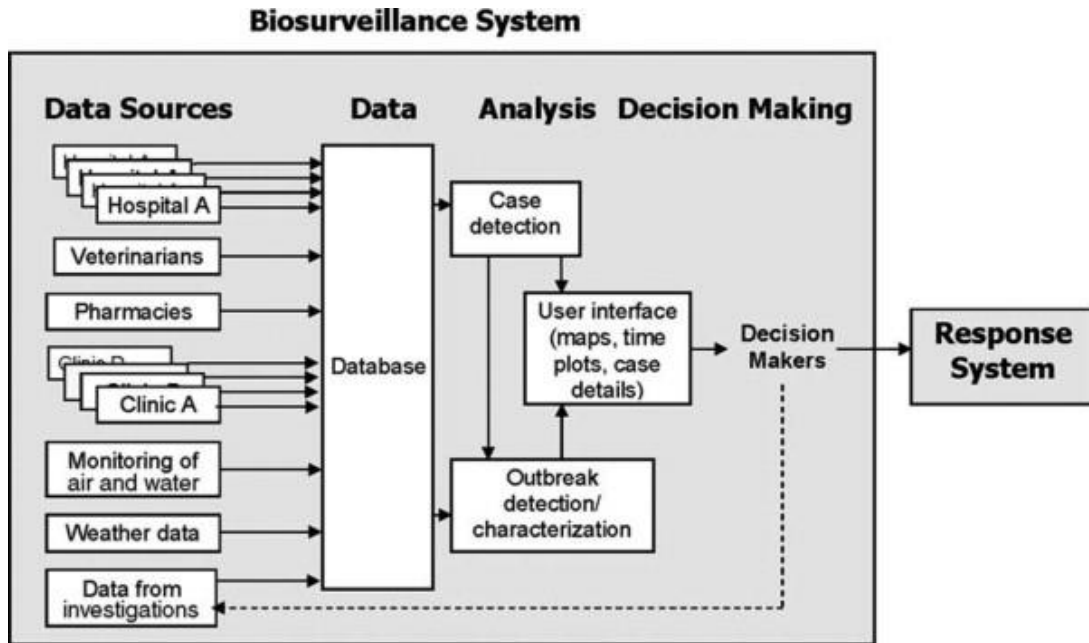 Biosurveillance System
Data Sources
Data
Analysis
Decision Making
Hospital A
Veterinarians
Pharmacies
Clinic A
Monitoring of
air and water
Weather data
Data from
investigations
Database
Case
detection
User interface
(maps, time
plots, case
details)
Outbreak
detection/
characterization
Decision
Makers
Response
System